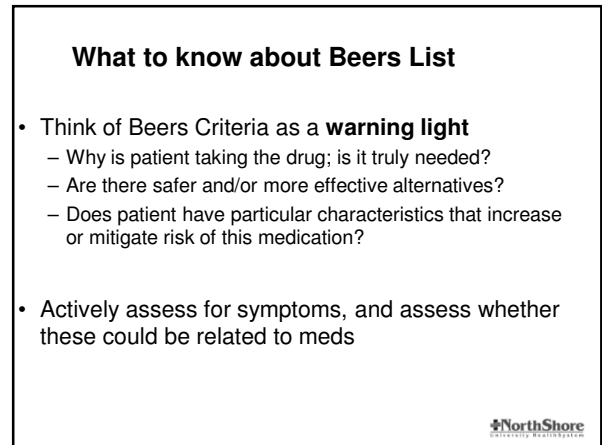 What to know about Beers List
• Think of Beers Criteria as a warning light
– Why is patient taking the drug; is it truly needed?
– Are there safer and/or more effective alternatives?
– Does patient have particular characteristics that increase
or mitigate risk of this medication?
• Actively assess for symptoms, and assess whether
these could be related to meds
NorthShore
University HealthSystem